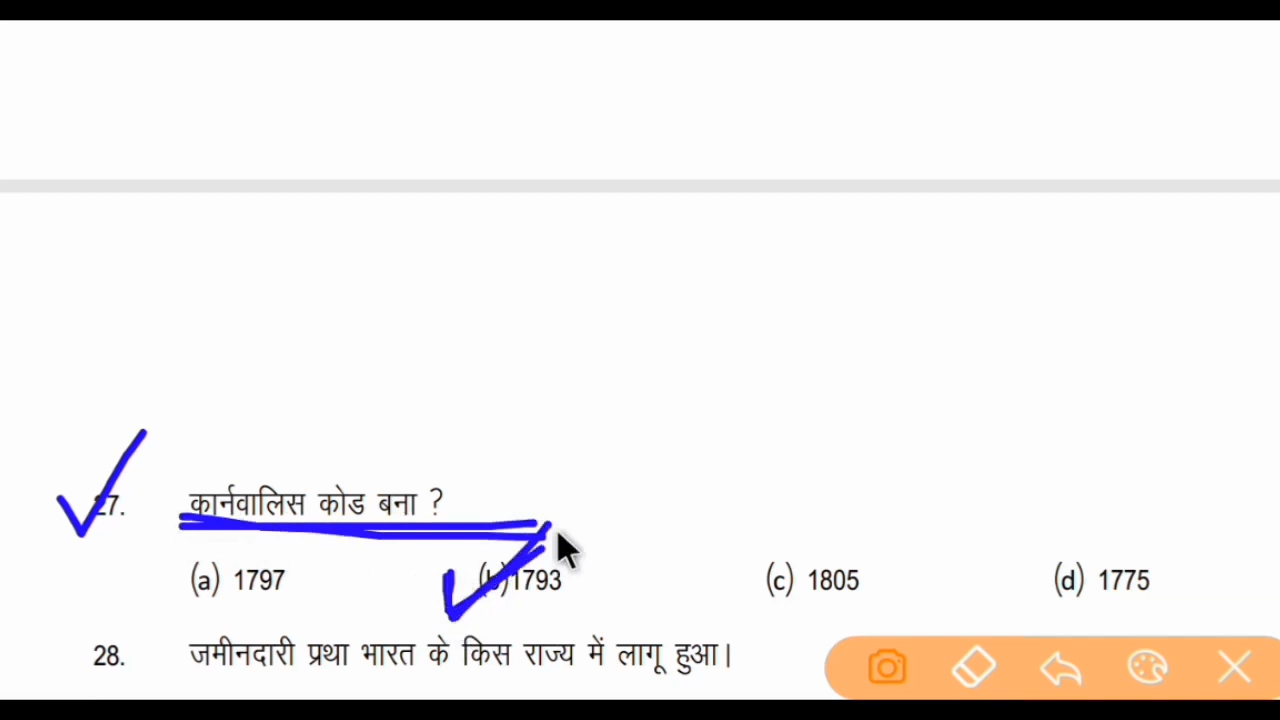 27. कार्नवालिस कोड बना ?
(a) 1797 (b)1793 (c) 1805 (d) 1775
28. जमीनदारी प्रथा भारत के किस राज्य में लागू हुआ।